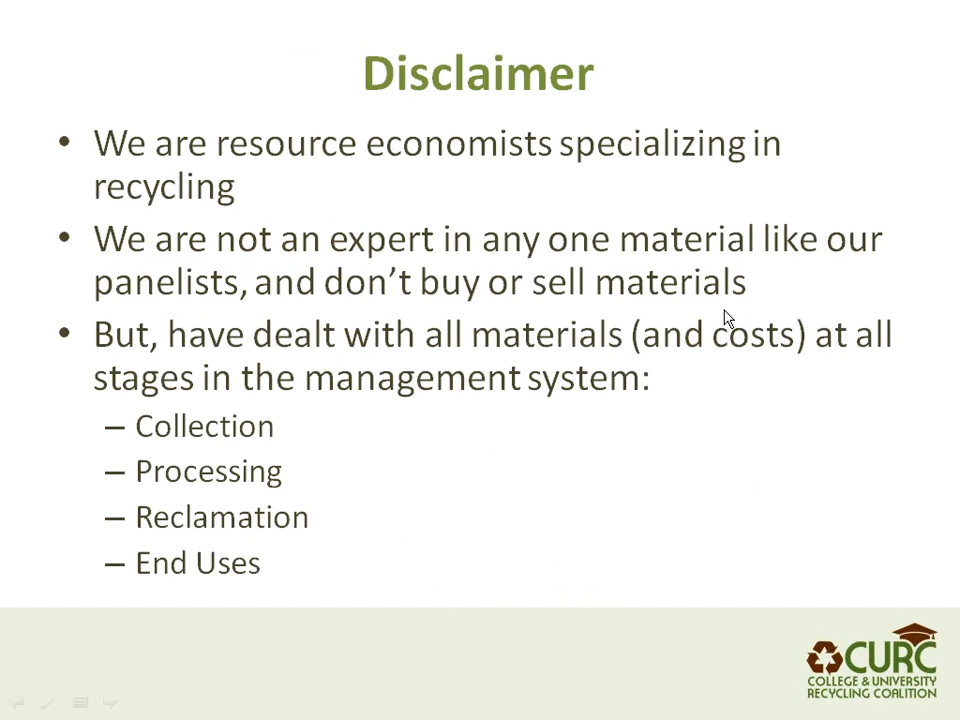 Disclaimer
• We are resource economists specializing in
recycling
• We are not an expert in any one material like our
panelists, and don’t buy or sell materials
• But, have dealt with all materials (and costs) at all
stages in the management system:
– Collection
– Processing
– Reclamation
– End Uses
CURC
COLLEGE & UNIVERSITY
RECYCLING COALITION